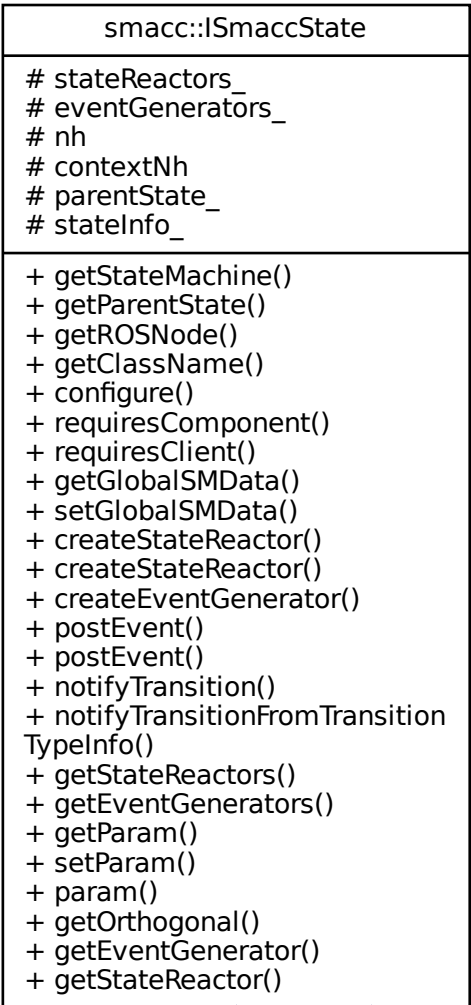 smacc::ISmaccState
# stateReactors_
# eventGenerators_
# nh
# contextNh
# parentState_
# stateInfo_
+ getStateMachine()
+ getParentState()
+ getROSNode()
+ getClassName()
+ configure()
+ requiresComponent()
+ requiresClient()
+ getGlobalSMData()
+ setGlobalSMData()
+ createStateReactor()
+ createStateReactor()
+ createEventGenerator()
+ postEvent()
+ postEvent()
+ notifyTransition()
+ notifyTransitionFromTransition
TypeInfo()
+ getStateReactors()
+ getEventGenerators()
+ getParam()
+ setParam()
+ param()
+ getOrthogonal()
+ getEventGenerator()
+ getStateReactor()